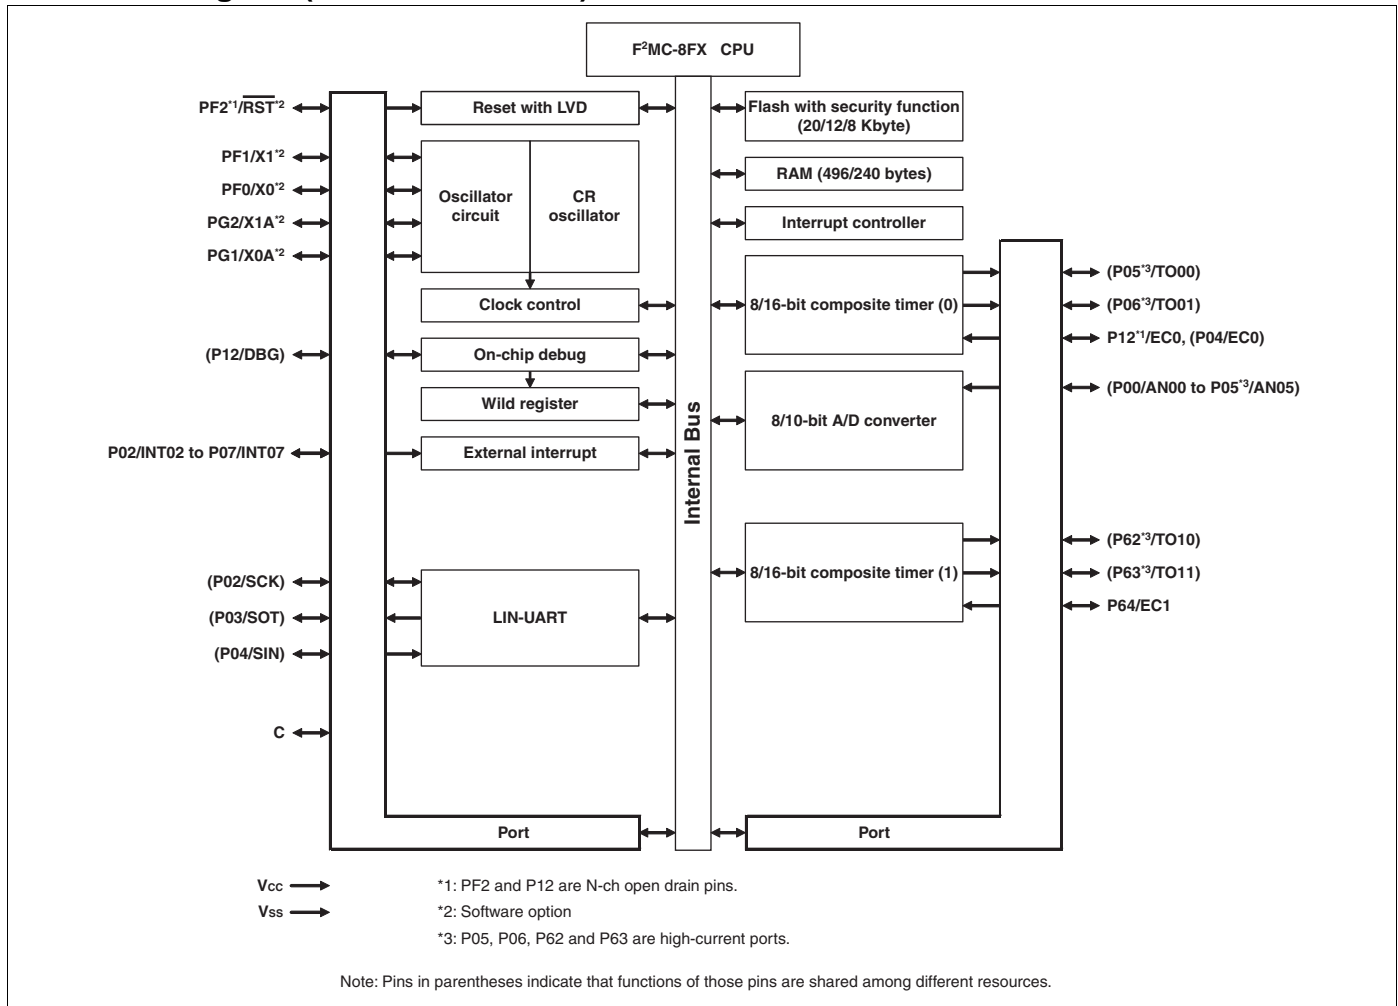 F²MC-8FX CPU
PF2*1/RST*2
Reset with LVD
Flash with security function
(20/12/8 Kbyte)
PF1/X1*2
PF0/X0*2
PG2/X1A*2
PG1/X0A*2
Oscillator
circuit
CR
oscillator
RAM (496/240 bytes)
Interrupt controller
Clock control
8/16-bit composite timer (0)
(P05*3/TO00)
(P06*3/TO01)
P12*1/EC0, (P04/EC0)
(P12/DBG)
On-chip debug
Wild register
8/10-bit A/D converter
(P00/AN00 to P05*3/AN05)
P02/INT02 to P07/INT07
External interrupt
Internal Bus
8/16-bit composite timer (1)
(P62*3/TO10)
(P63*3/TO11)
P64/EC1
(P02/SCK)
(P03/SOT)
(P04/SIN)
LIN-UART
C
Port
Port
Vcc
Vss
*1: PF2 and P12 are N-ch open drain pins.
*2: Software option
*3: P05, P06, P62 and P63 are high-current ports.
Note: Pins in parentheses indicate that functions of those pins are shared among different resources.